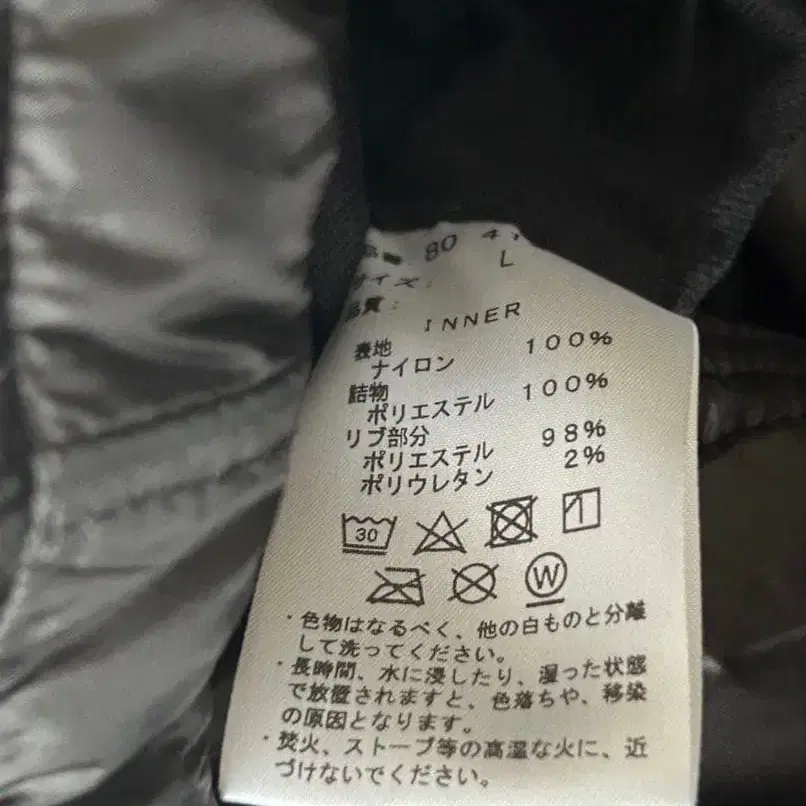 80 4
サイズ： L
品質：
INNER
表地
ナイロン 100%
詰物
ポリエステル 100%
リブ部分
ポリエステル 98%
ポリウレタン 2%
30
W
・色物はなるべく、他の白ものと分離
して洗ってください。
・長時間、水に浸したり、湿った状態
で放置されますと、色落ちや、移染
の原因となります。
・焚火、ストーブ等の高温な火に、近
づけないでください。